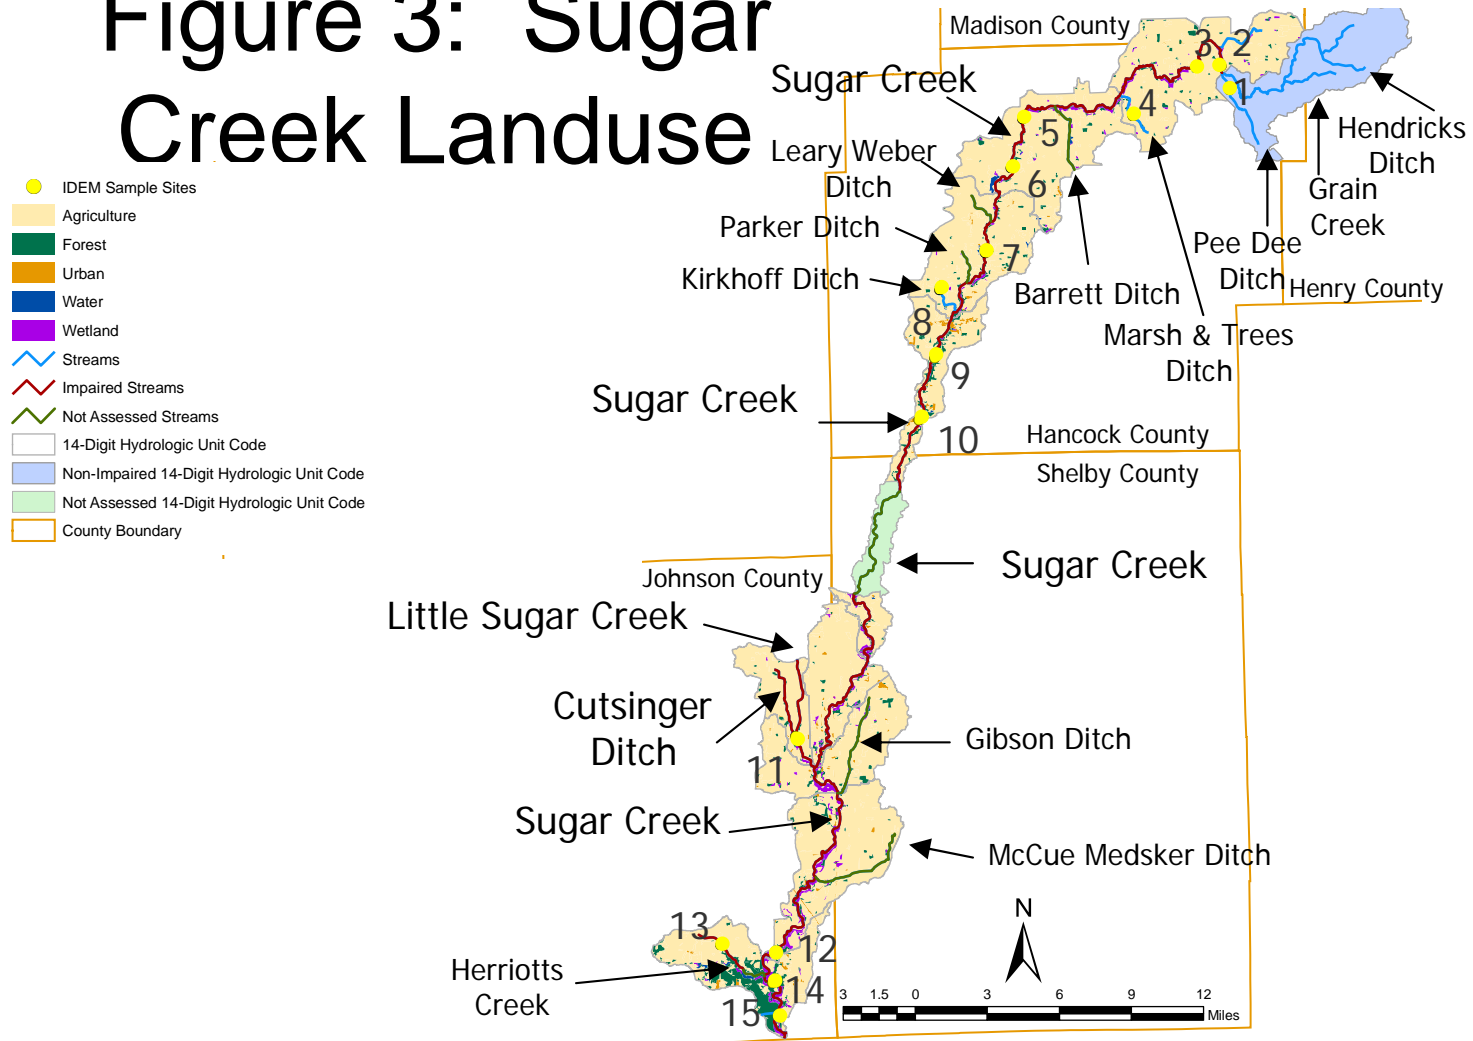 Figure 3: Sugar
Creek Landuse
IDEM Sample Sites
Agriculture
Forest
Urban
Water
Wetland
Streams
Impaired Streams
Not Assessed Streams
14-Digit Hydrologic Unit Code
Non-Impaired 14-Digit Hydrologic Unit Code
Not Assessed 14-Digit Hydrologic Unit Code
County Boundary
Madison County
3
2
Sugar Creek
1
4
Hendricks
Ditch
5
Leary Weber
Ditch
6
Grain
Creek
Parker Ditch
7
Pee Dee
Ditch
Kirkhoff Ditch
Barrett Ditch
Henry County
8
Marsh & Trees
Ditch
9
Sugar Creek
10
Hancock County
Shelby County
Sugar Creek
Johnson County
Little Sugar Creek
Cutsinger
Ditch
Gibson Ditch
11
Sugar Creek
McCue Medsker Ditch
13
12
N
Herriotts
Creek
14
15
3 1.5 0 3 6 9 12
Miles